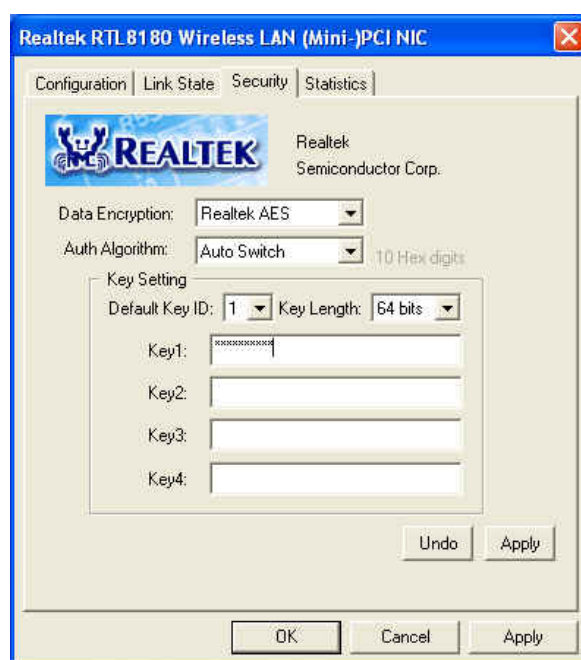 Realtek RTL8180 Wireless LAN (Mini-)PCI NIC
Configuration Link State Security Statistics
REALTEK
Realtek
Semiconductor Corp.
Data Encryption: Realtek AES
Auth Algorithm: Auto Switch 10 Hex digits
Key Setting
Default Key ID: 1 Key Length: 64 bits
Key1: **********
Key2:
Key3:
Key4:
Undo Apply
OK Cancel Apply